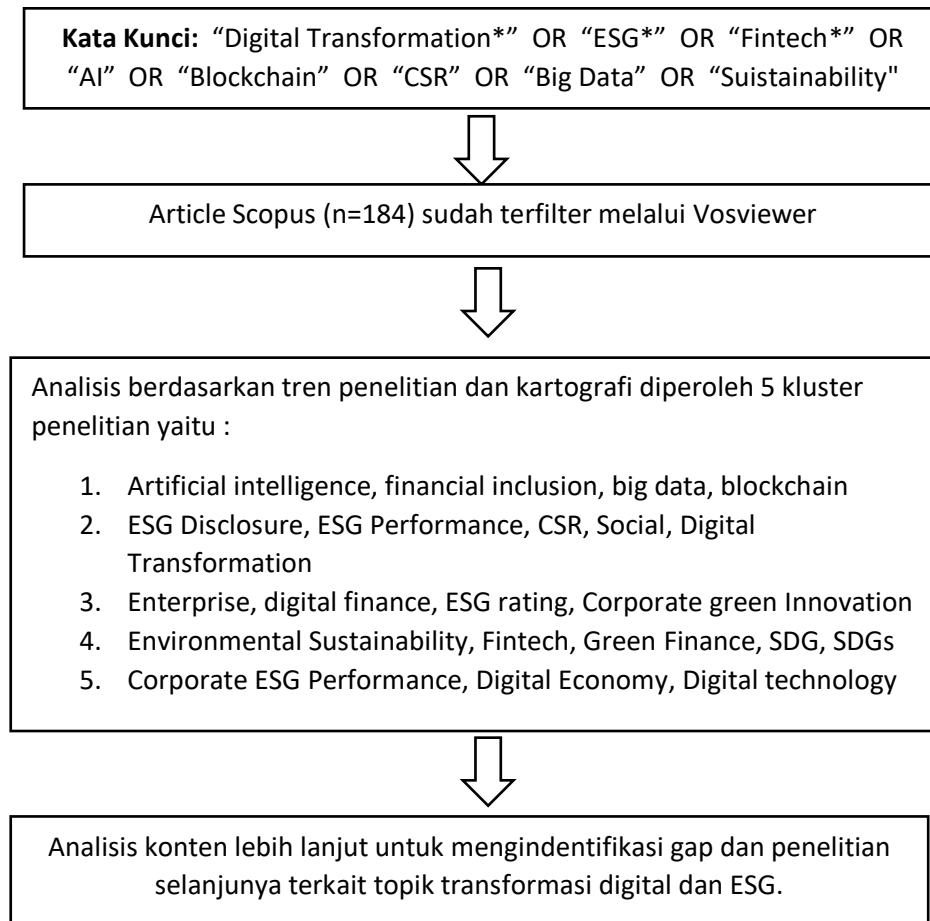 Kata Kunci: “Digital Transformation*” OR “ESG*” OR “Fintech*” OR
“AI” OR “Blockchain” OR “CSR” OR “Big Data” OR “Suistainability"
Article Scopus (n=184) sudah terfilter melalui Vosviewer
Analisis berdasarkan tren penelitian dan kartografi diperoleh 5 kluster
penelitian yaitu :
1. Artificial intelligence, financial inclusion, big data, blockchain
2. ESG Disclosure, ESG Performance, CSR, Social, Digital
Transformation
3. Enterprise, digital finance, ESG rating, Corporate green Innovation
4. Environmental Sustainability, Fintech, Green Finance, SDG, SDGs
5. Corporate ESG Performance, Digital Economy, Digital technology
Analisis konten lebih lanjut untuk mengindentifikasi gap dan penelitian
selanjunya terkait topik transformasi digital dan ESG.